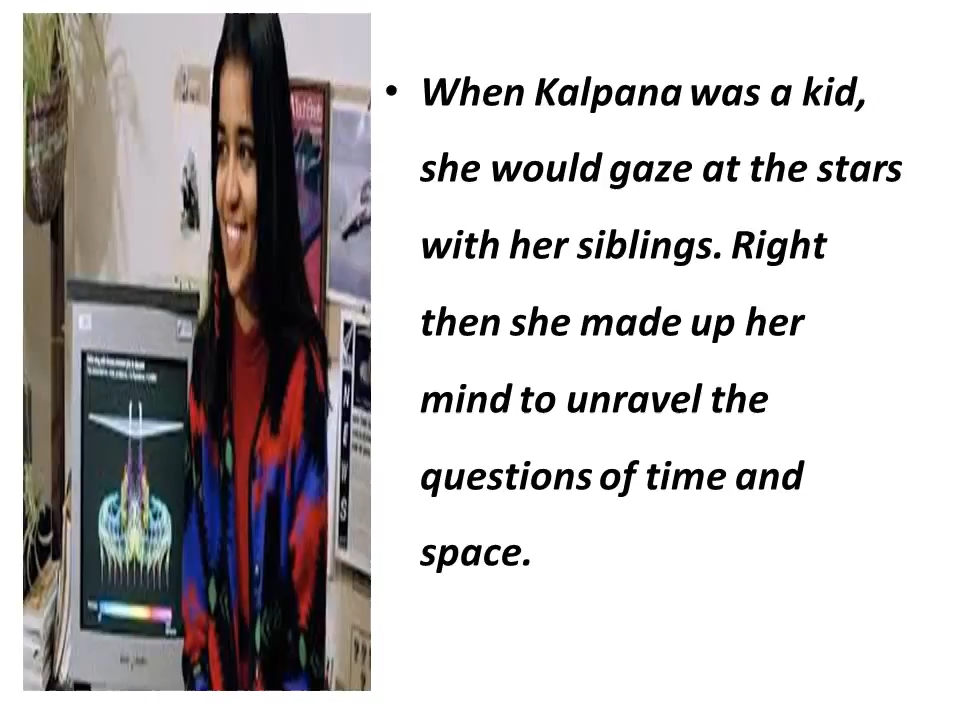 • When Kalpana was a kid,
she would gaze at the stars
with her siblings. Right
then she made up her
mind to unravel the
questions of time and
space.
NEWS